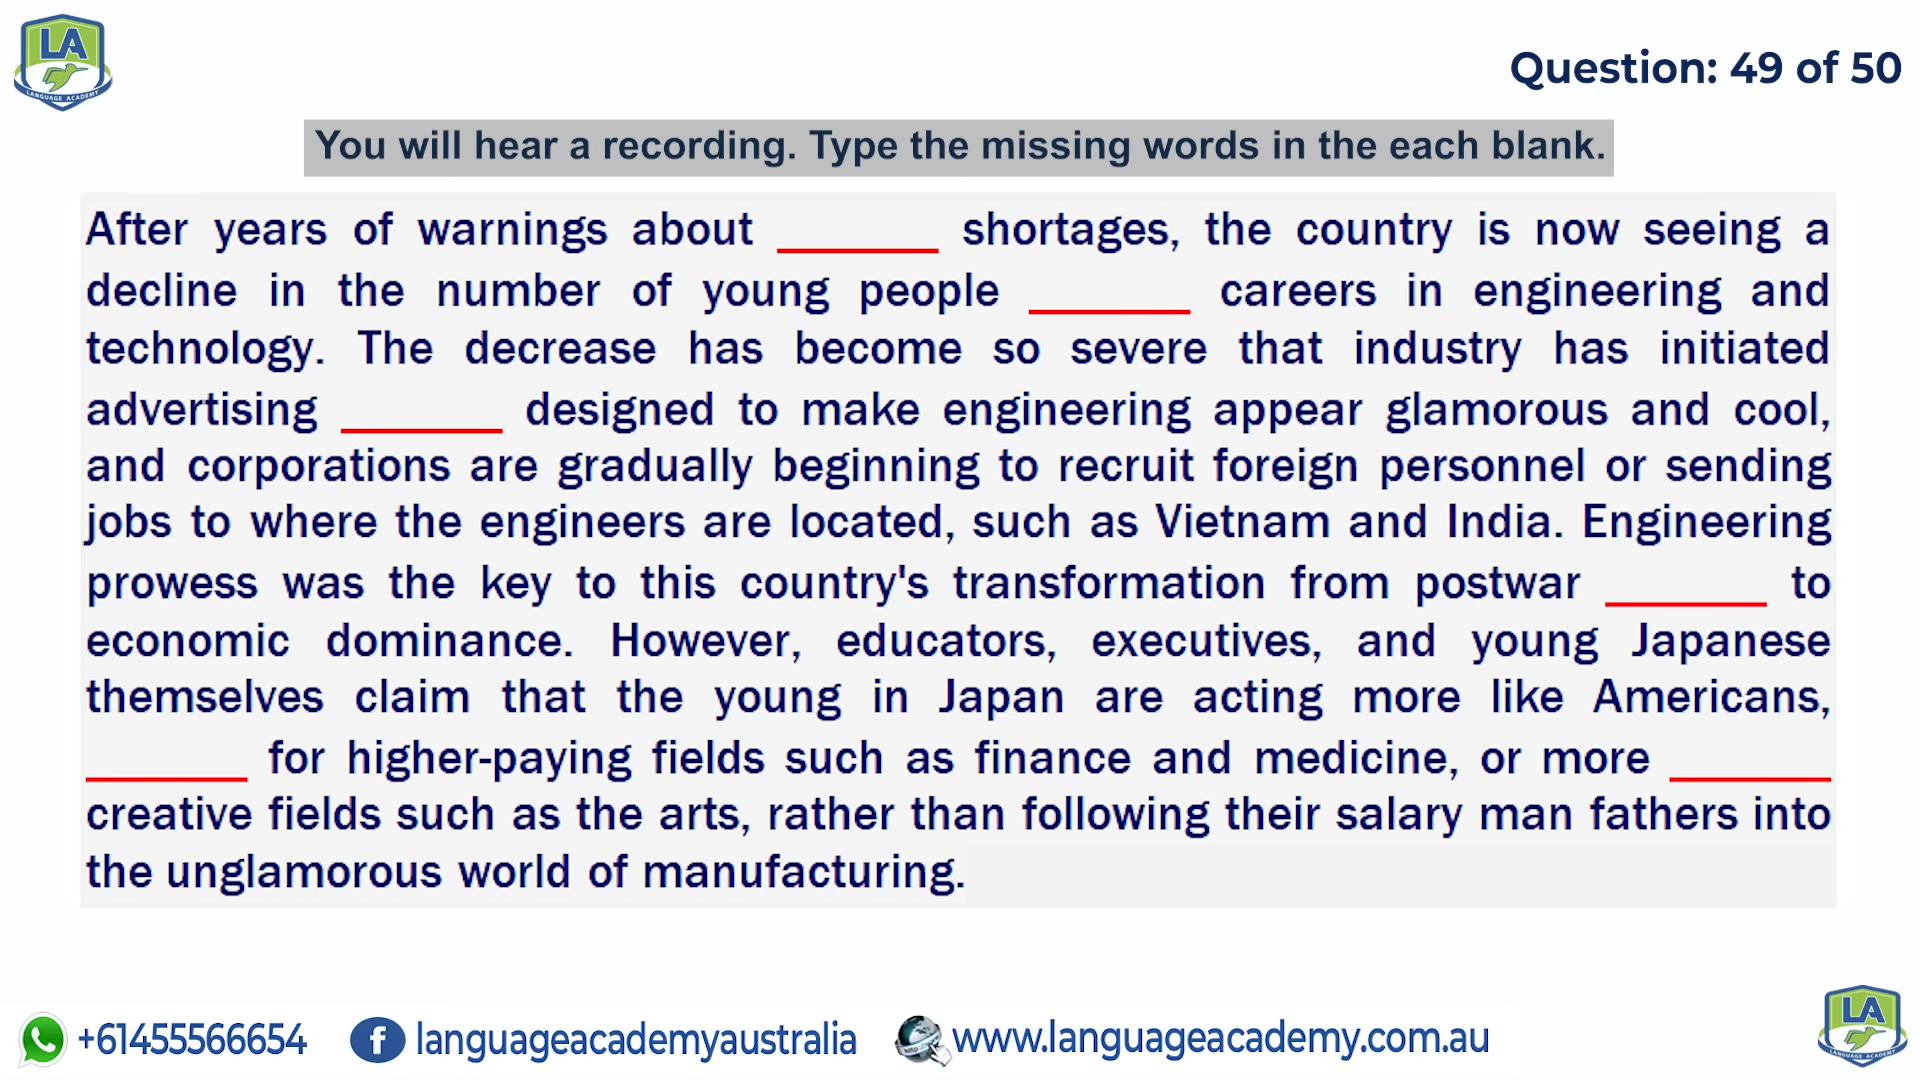 LA
LANGUAGE ACADEMY
Question: 49 of 50
You will hear a recording. Type the missing words in the each blank.
After years of warnings about ______ shortages, the country is now seeing a
decline in the number of young people ______ careers in engineering and
technology. The decrease has become so severe that industry has initiated
advertising ______ designed to make engineering appear glamorous and cool,
and corporations are gradually beginning to recruit foreign personnel or sending
jobs to where the engineers are located, such as Vietnam and India. Engineering
prowess was the key to this country's transformation from postwar ______ to
economic dominance. However, educators, executives, and young Japanese
themselves claim that the young in Japan are acting more like Americans,
______ for higher-paying fields such as finance and medicine, or more ______
creative fields such as the arts, rather than following their salary man fathers into
the unglamorous world of manufacturing.
+61455566654 languageacademyaustralia www.languageacademy.com.au
LA
LANGUAGE ACADEMY